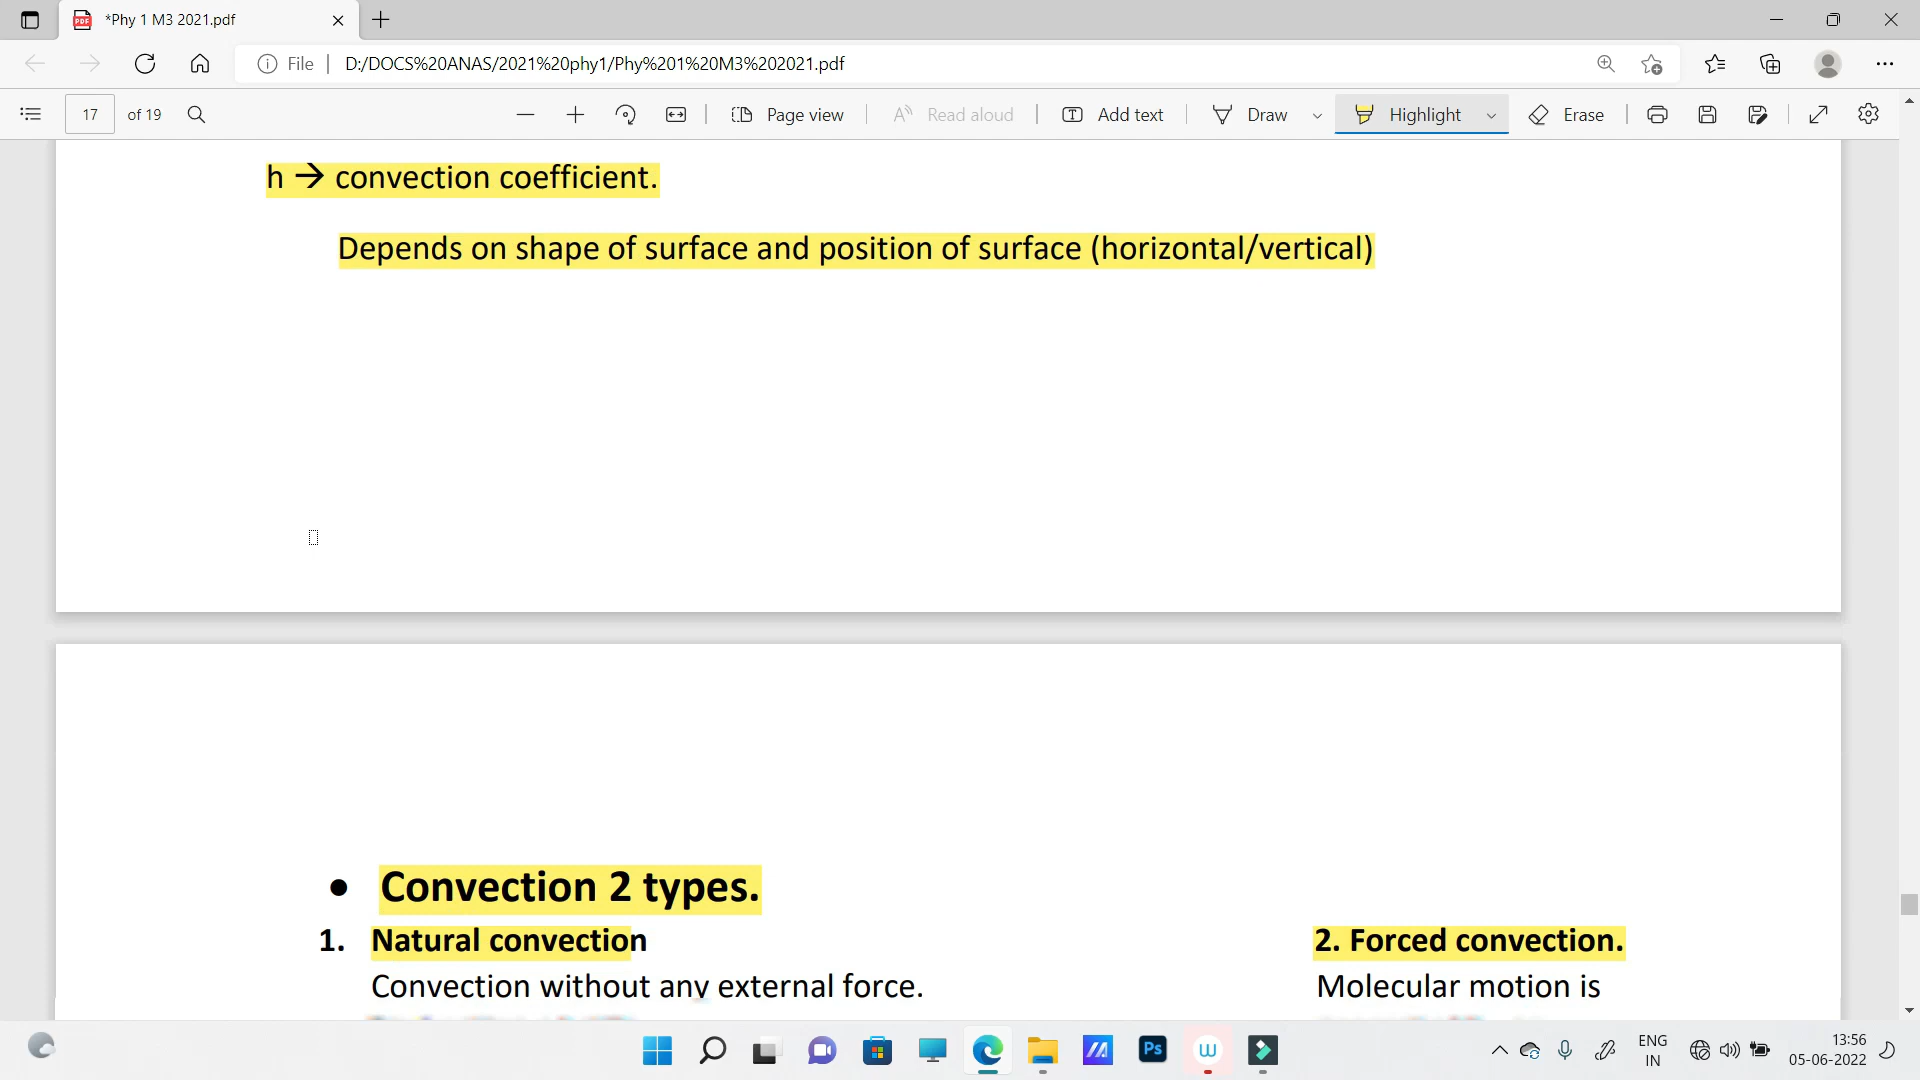 *Phy 1 M3 2021.pdf
File
D:/DOCS%20ANAS/2021%20phy1/Phy%201%20M3%202021.pdf
17 of 19
Page view
Read aloud
Add text
Draw
Highlight
Erase
h → convection coefficient.
Depends on shape of surface and position of surface (horizontal/vertical)
• Convection 2 types.
1. Natural convection
2. Forced convection.
Convection without any external force.
Molecular motion is
Ps
W
ENG
IN
13:56
05-06-2022